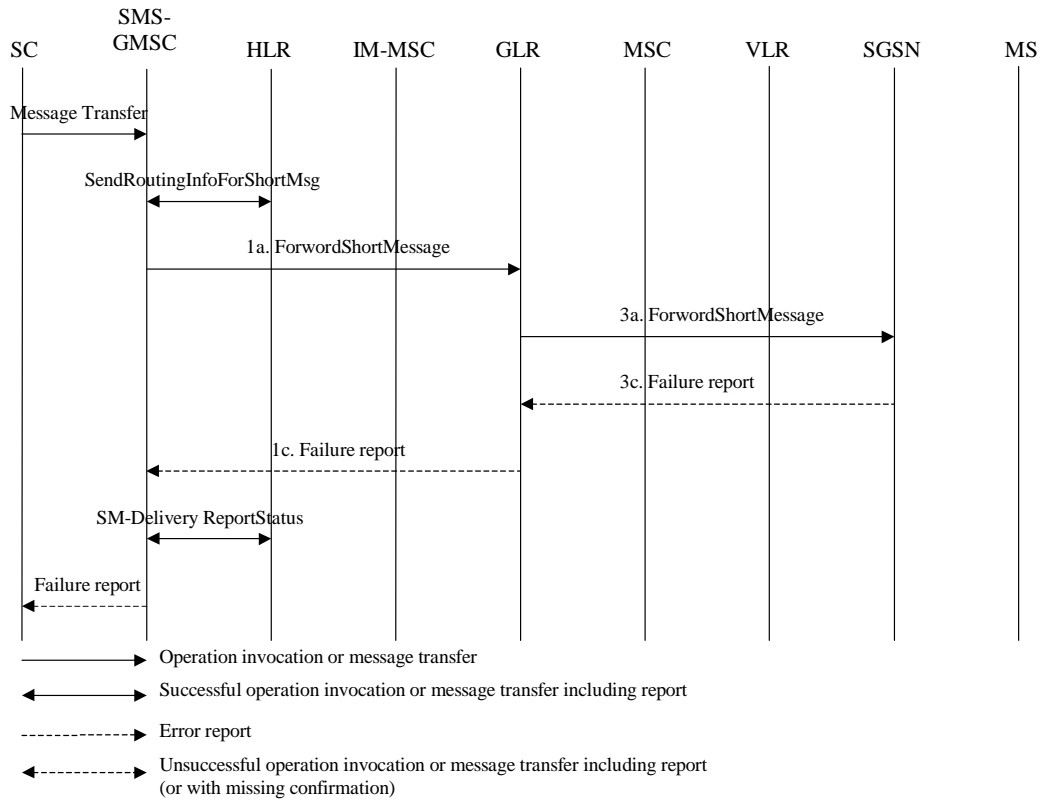 SMS-
GMSC
SC
HLR
IM-MSC
GLR
MSC
VLR
SGSN
MS
Message Transfer
SendRoutingInfoForShortMsg
1a. ForwordShortMessage
3a. ForwordShortMessage
3c. Failure report
1c. Failure report
SM-Delivery ReportStatus
Failure report
Operation invocation or message transfer
Successful operation invocation or message transfer including report
Error report
Unsuccessful operation invocation or message transfer including report
(or with missing confirmation)